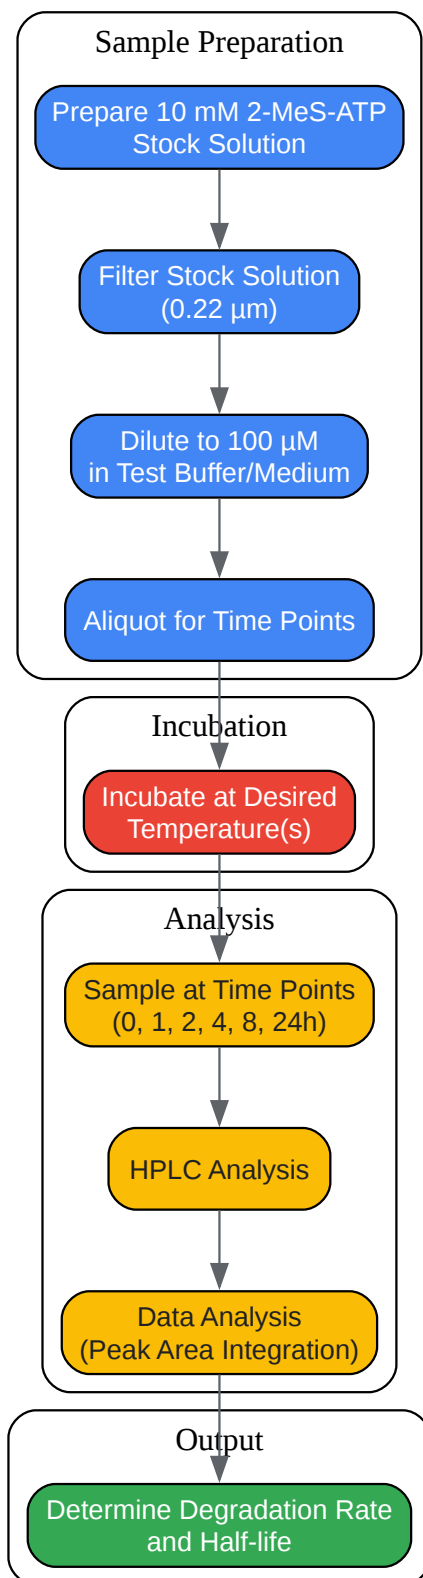 Sample Preparation
Prepare 10 mM 2-MeS-ATP
Stock Solution
Filter Stock Solution
(0.22 µm)
Dilute to 100 µM
in Test Buffer/Medium
Aliquot for Time Points
Incubation
Incubate at Desired
Temperature(s)
Analysis
Sample at Time Points
(0, 1, 2, 4, 8, 24h)
HPLC Analysis
Data Analysis
(Peak Area Integration)
Output
Determine Degradation Rate
and Half-life